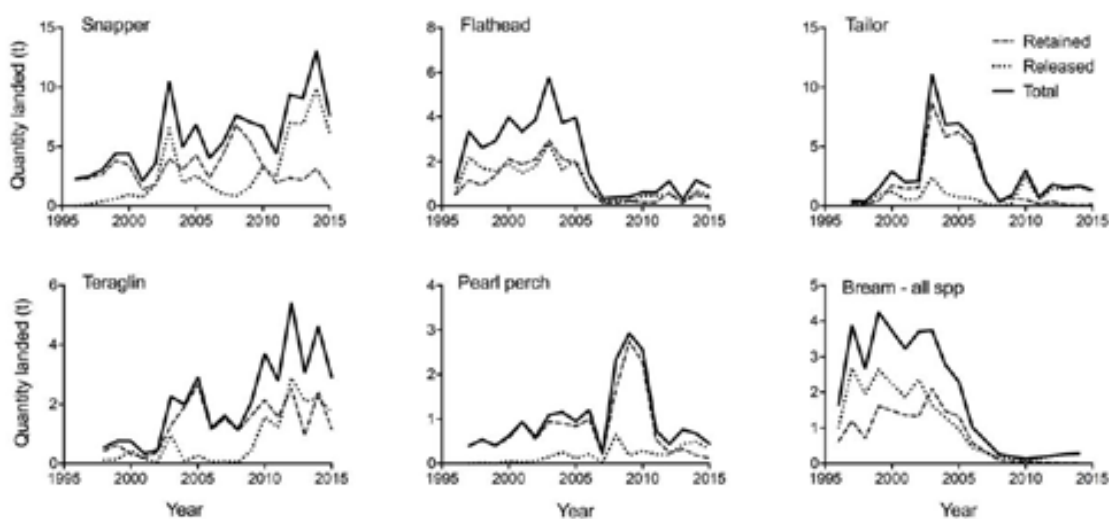 Snapper
Flathead
Tailor
Retained
Released
Total
Quantity landed (t)
15
10
5
0
1995 2000 2005 2010 2015
8
6
4
2
0
1995 2000 2005 2010 2015
15
10
5
0
1995 2000 2005 2010 2015
Teraglin
Pearl perch
Bream - all spp
Quantity landed (t)
6
4
2
0
1995 2000 2005 2010 2015
4
3
2
1
0
1995 2000 2005 2010 2015
5
4
3
2
1
0
1995 2000 2005 2010 2015
Year
Year
Year